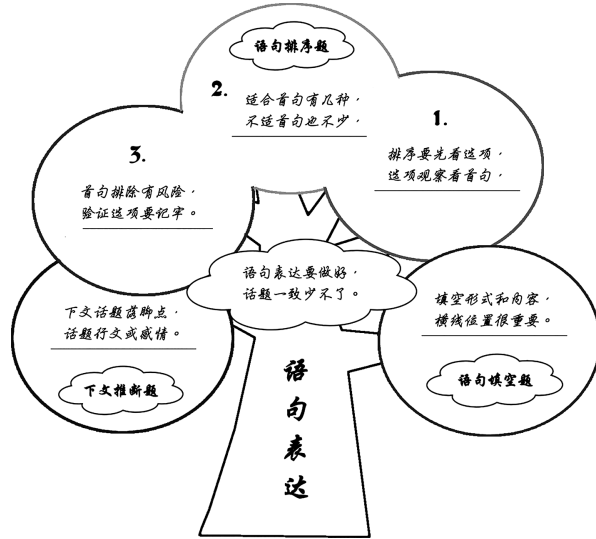 语句排序题
2.
适合首句有几种，
不适首句也不少，
1.
排序要先看选项，
选项观察看首句，
3.
首句排除有风险，
验证选项要记牢。
语句表达要做好，
话题一致少不了。
下文话题落脚点，
话题行文或感情。
下文推断题
填空形式和内容，
横线位置很重要。
语句填空题
语句表达